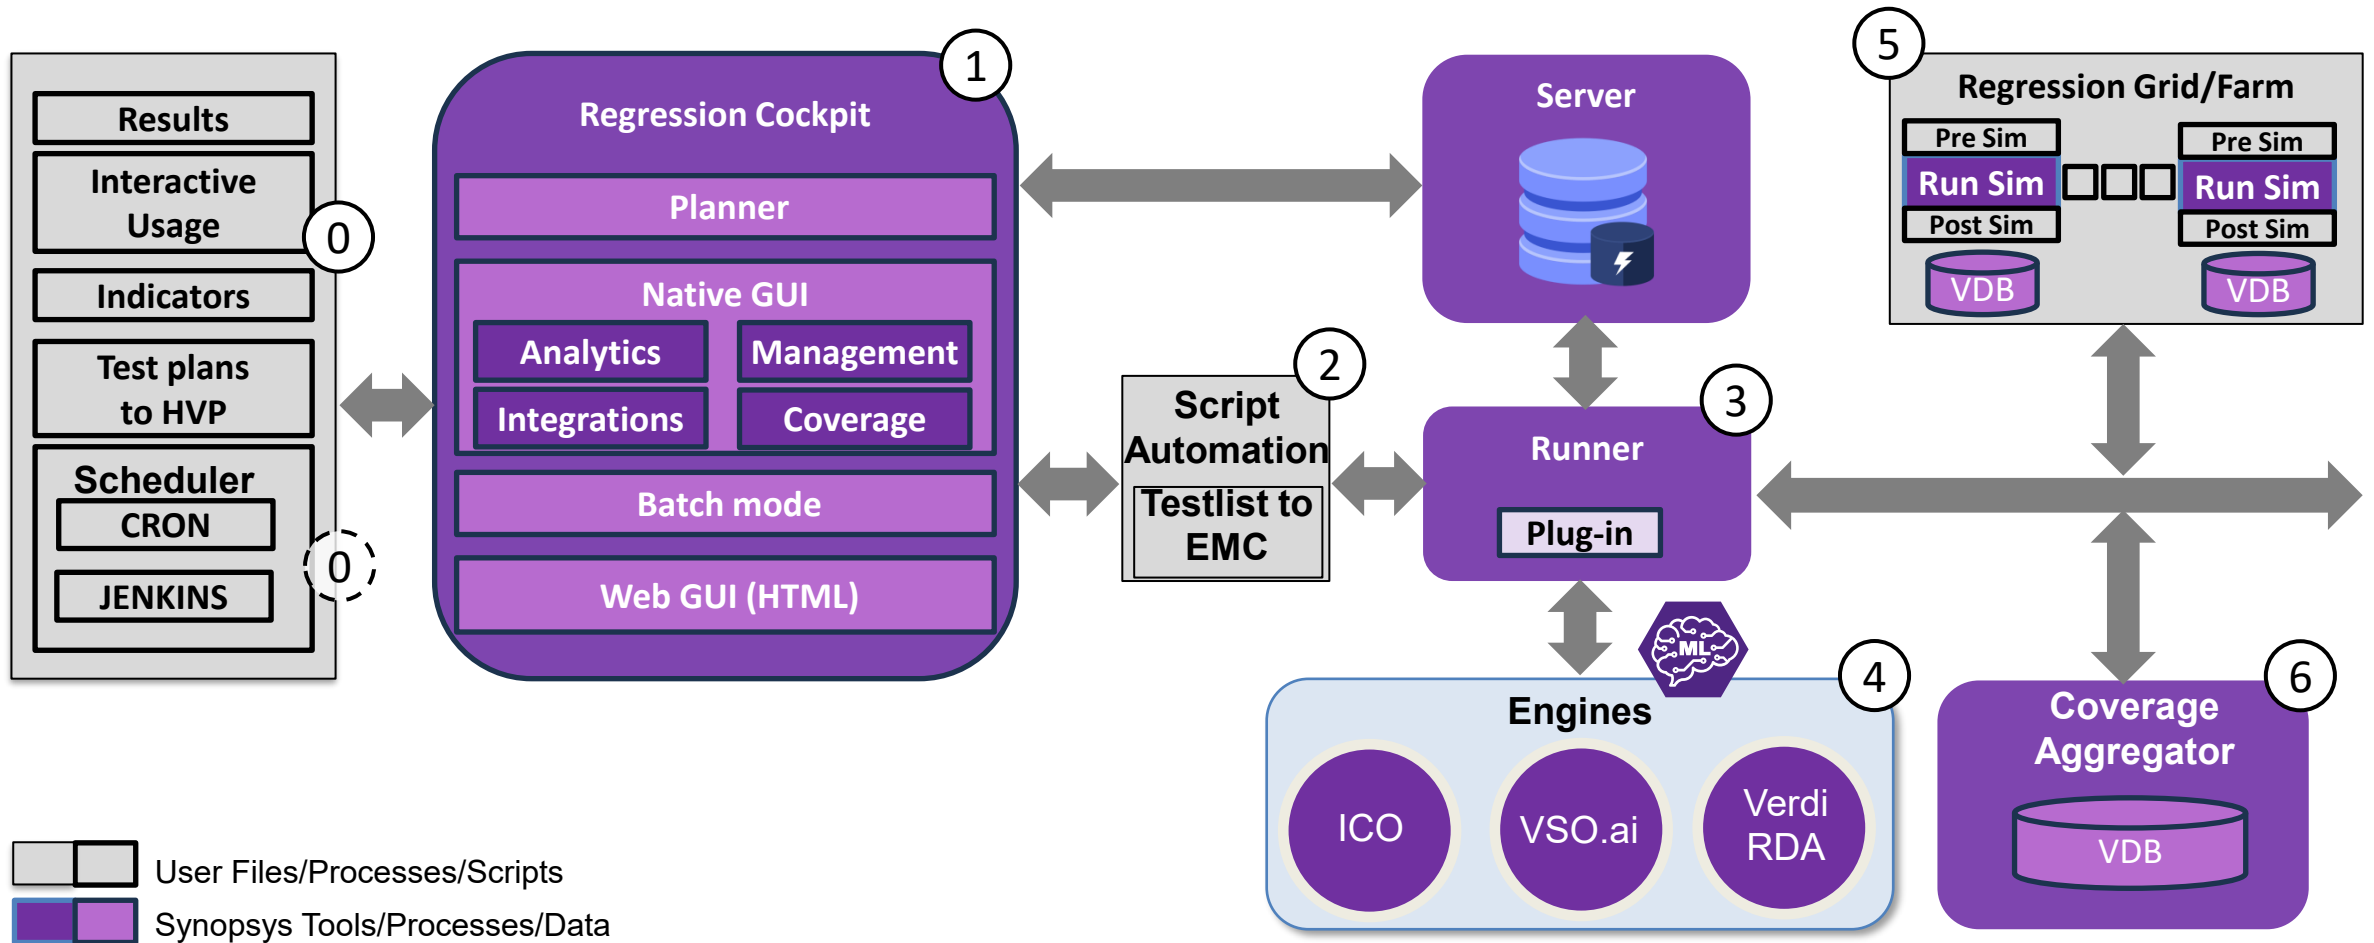 Results
Interactive
Usage
0
Indicators
Test plans
to HVP
Scheduler
CRON
0
JENKINS
1
Regression Cockpit
Planner
Native GUI
Analytics
Management
Integrations
Coverage
Batch mode
Web GUI (HTML)
2
Script
Automation
Testlist to
EMC
Server
3
Runner
Plug-in
ML
4
Engines
ICO
VSO.ai
Verdi
RDA
5
Regression Grid/Farm
Pre Sim
Run Sim
Post Sim
VDB
Pre Sim
Run Sim
Post Sim
VDB
6
Coverage
Aggregator
VDB
User Files/Processes/Scripts
Synopsys Tools/Processes/Data